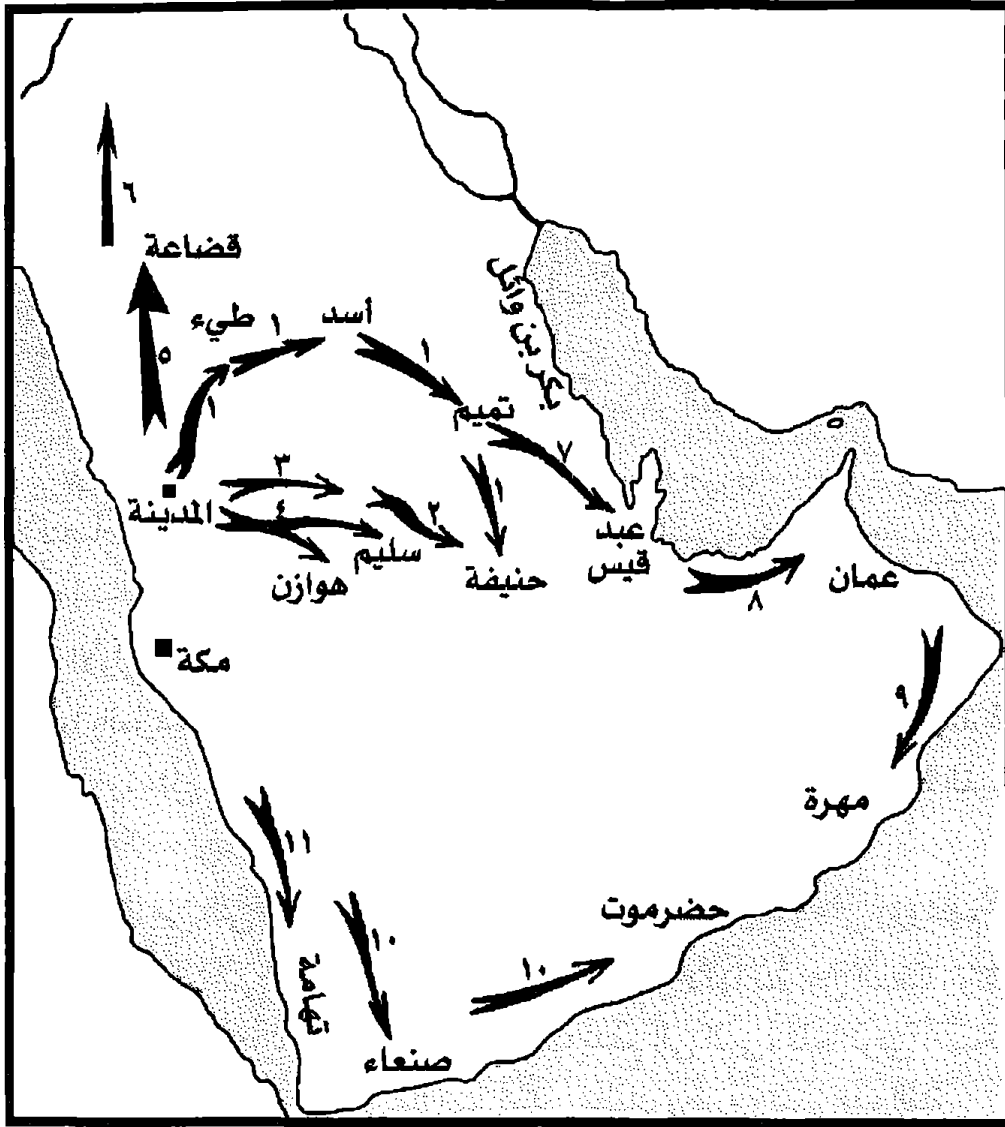 ٦
قضاعة
بكر بن وائل
طيء
١
أسد
٥
١
١
تميم
٧
٣
١
المدينة
٤
٢
عبد
قيس
سليم
هوازن
حنيفة
عمان
٨
مكة
٩
مهرة
١١
حضرموت
١٠
١٠
تهامة
صنعاء